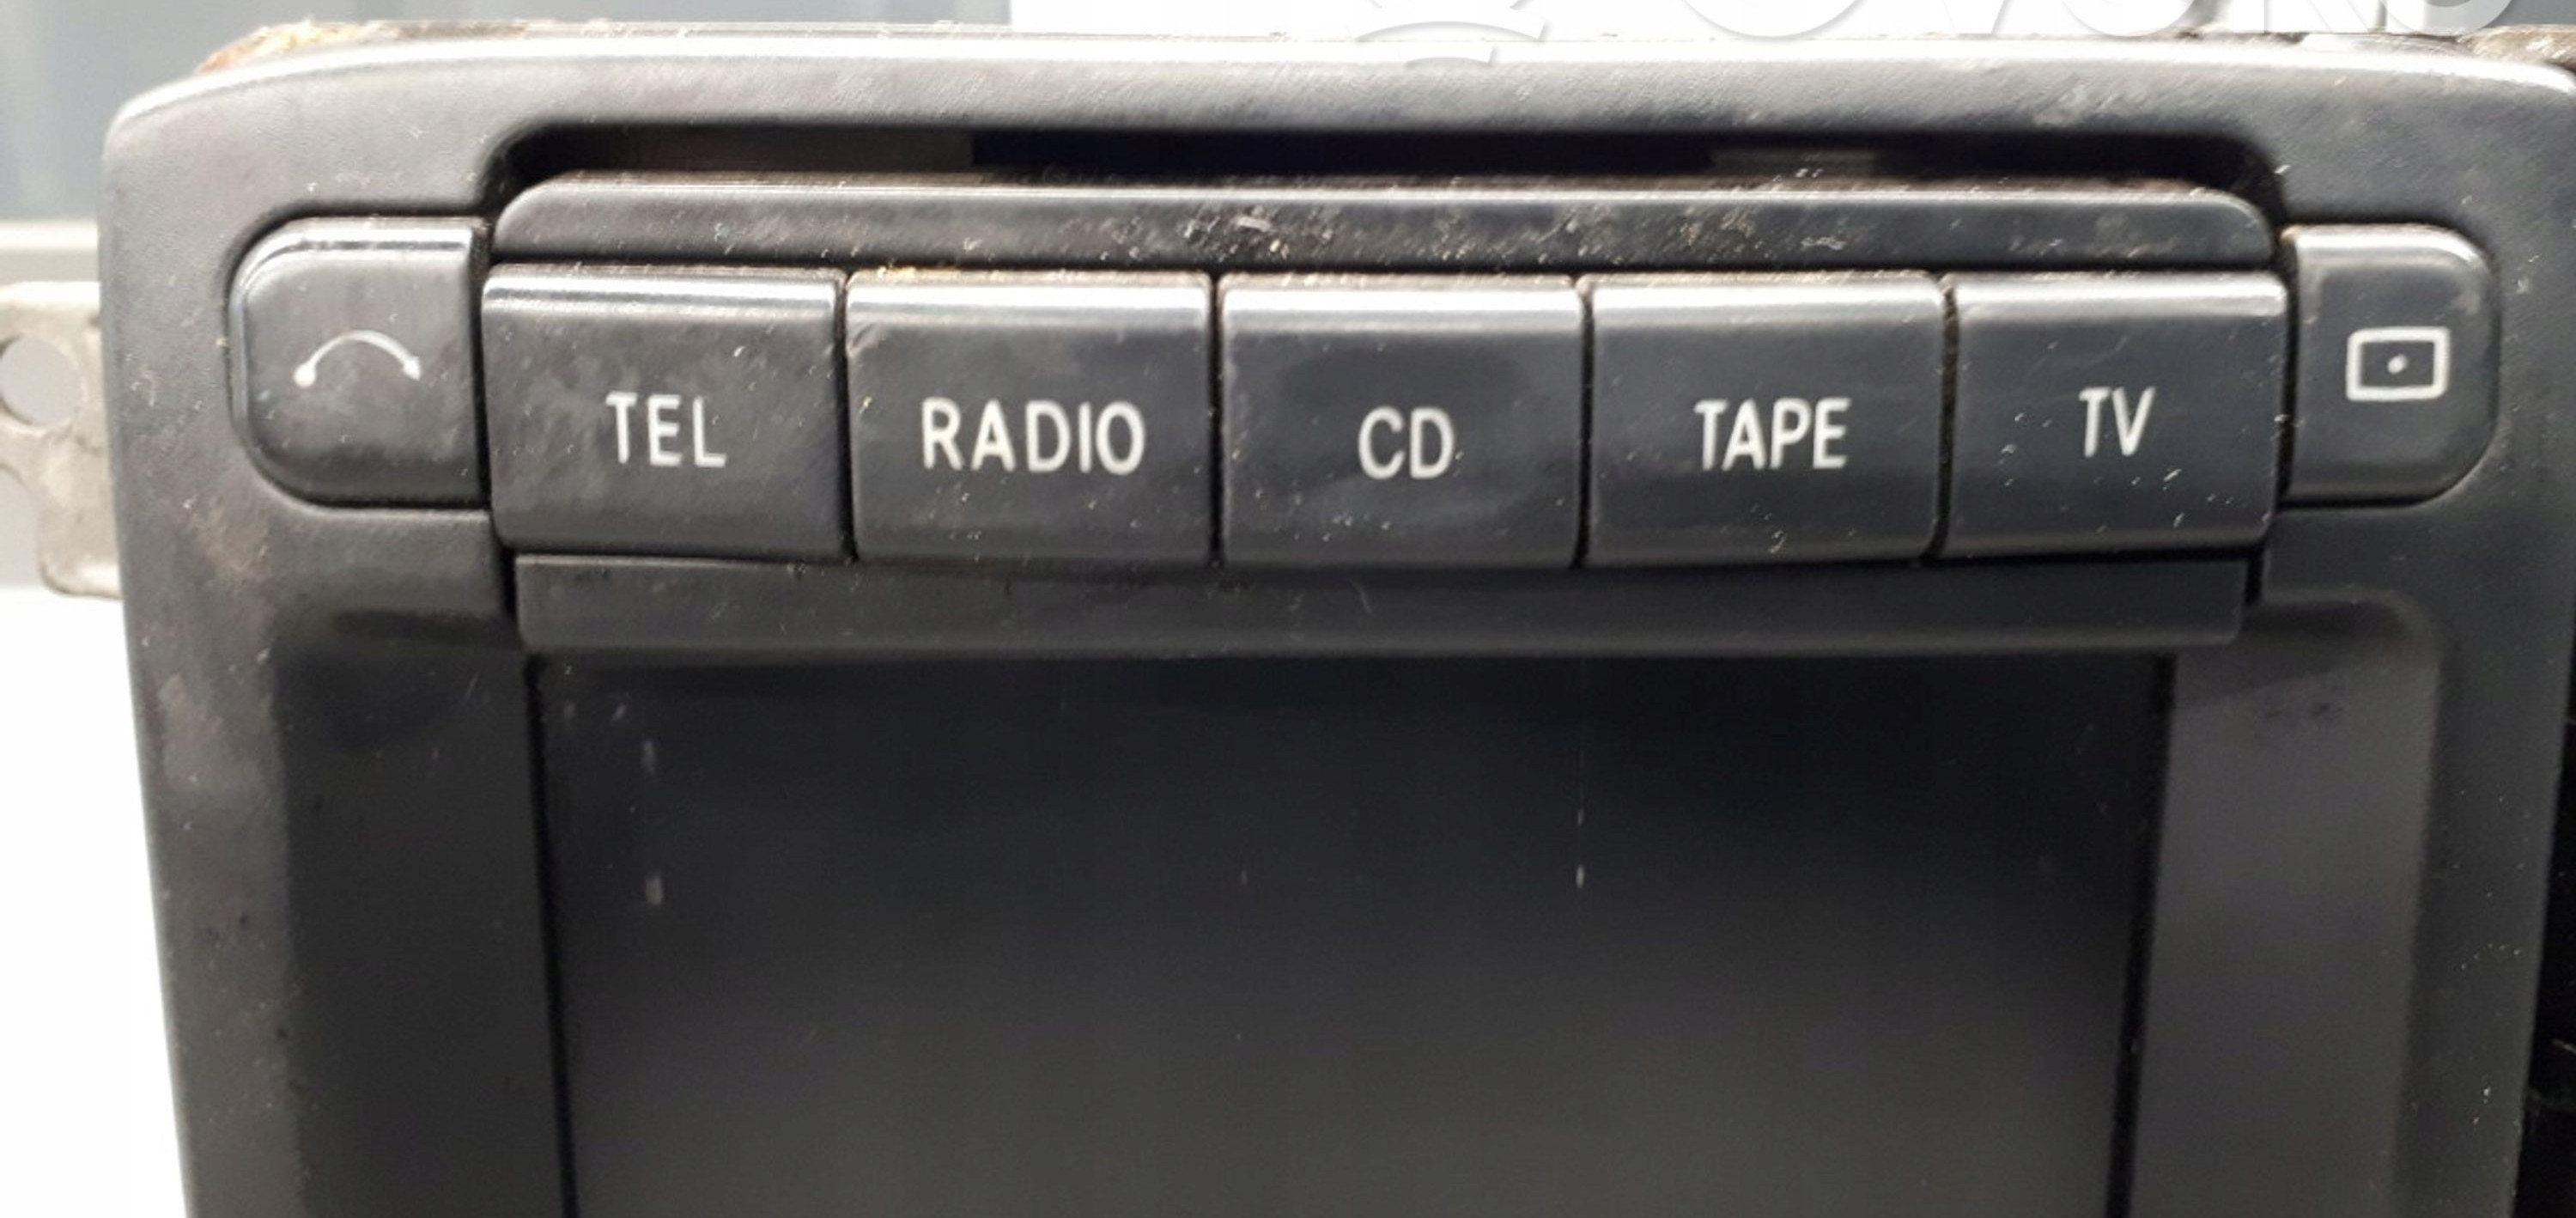 TEL RADIO CD TAPE TV